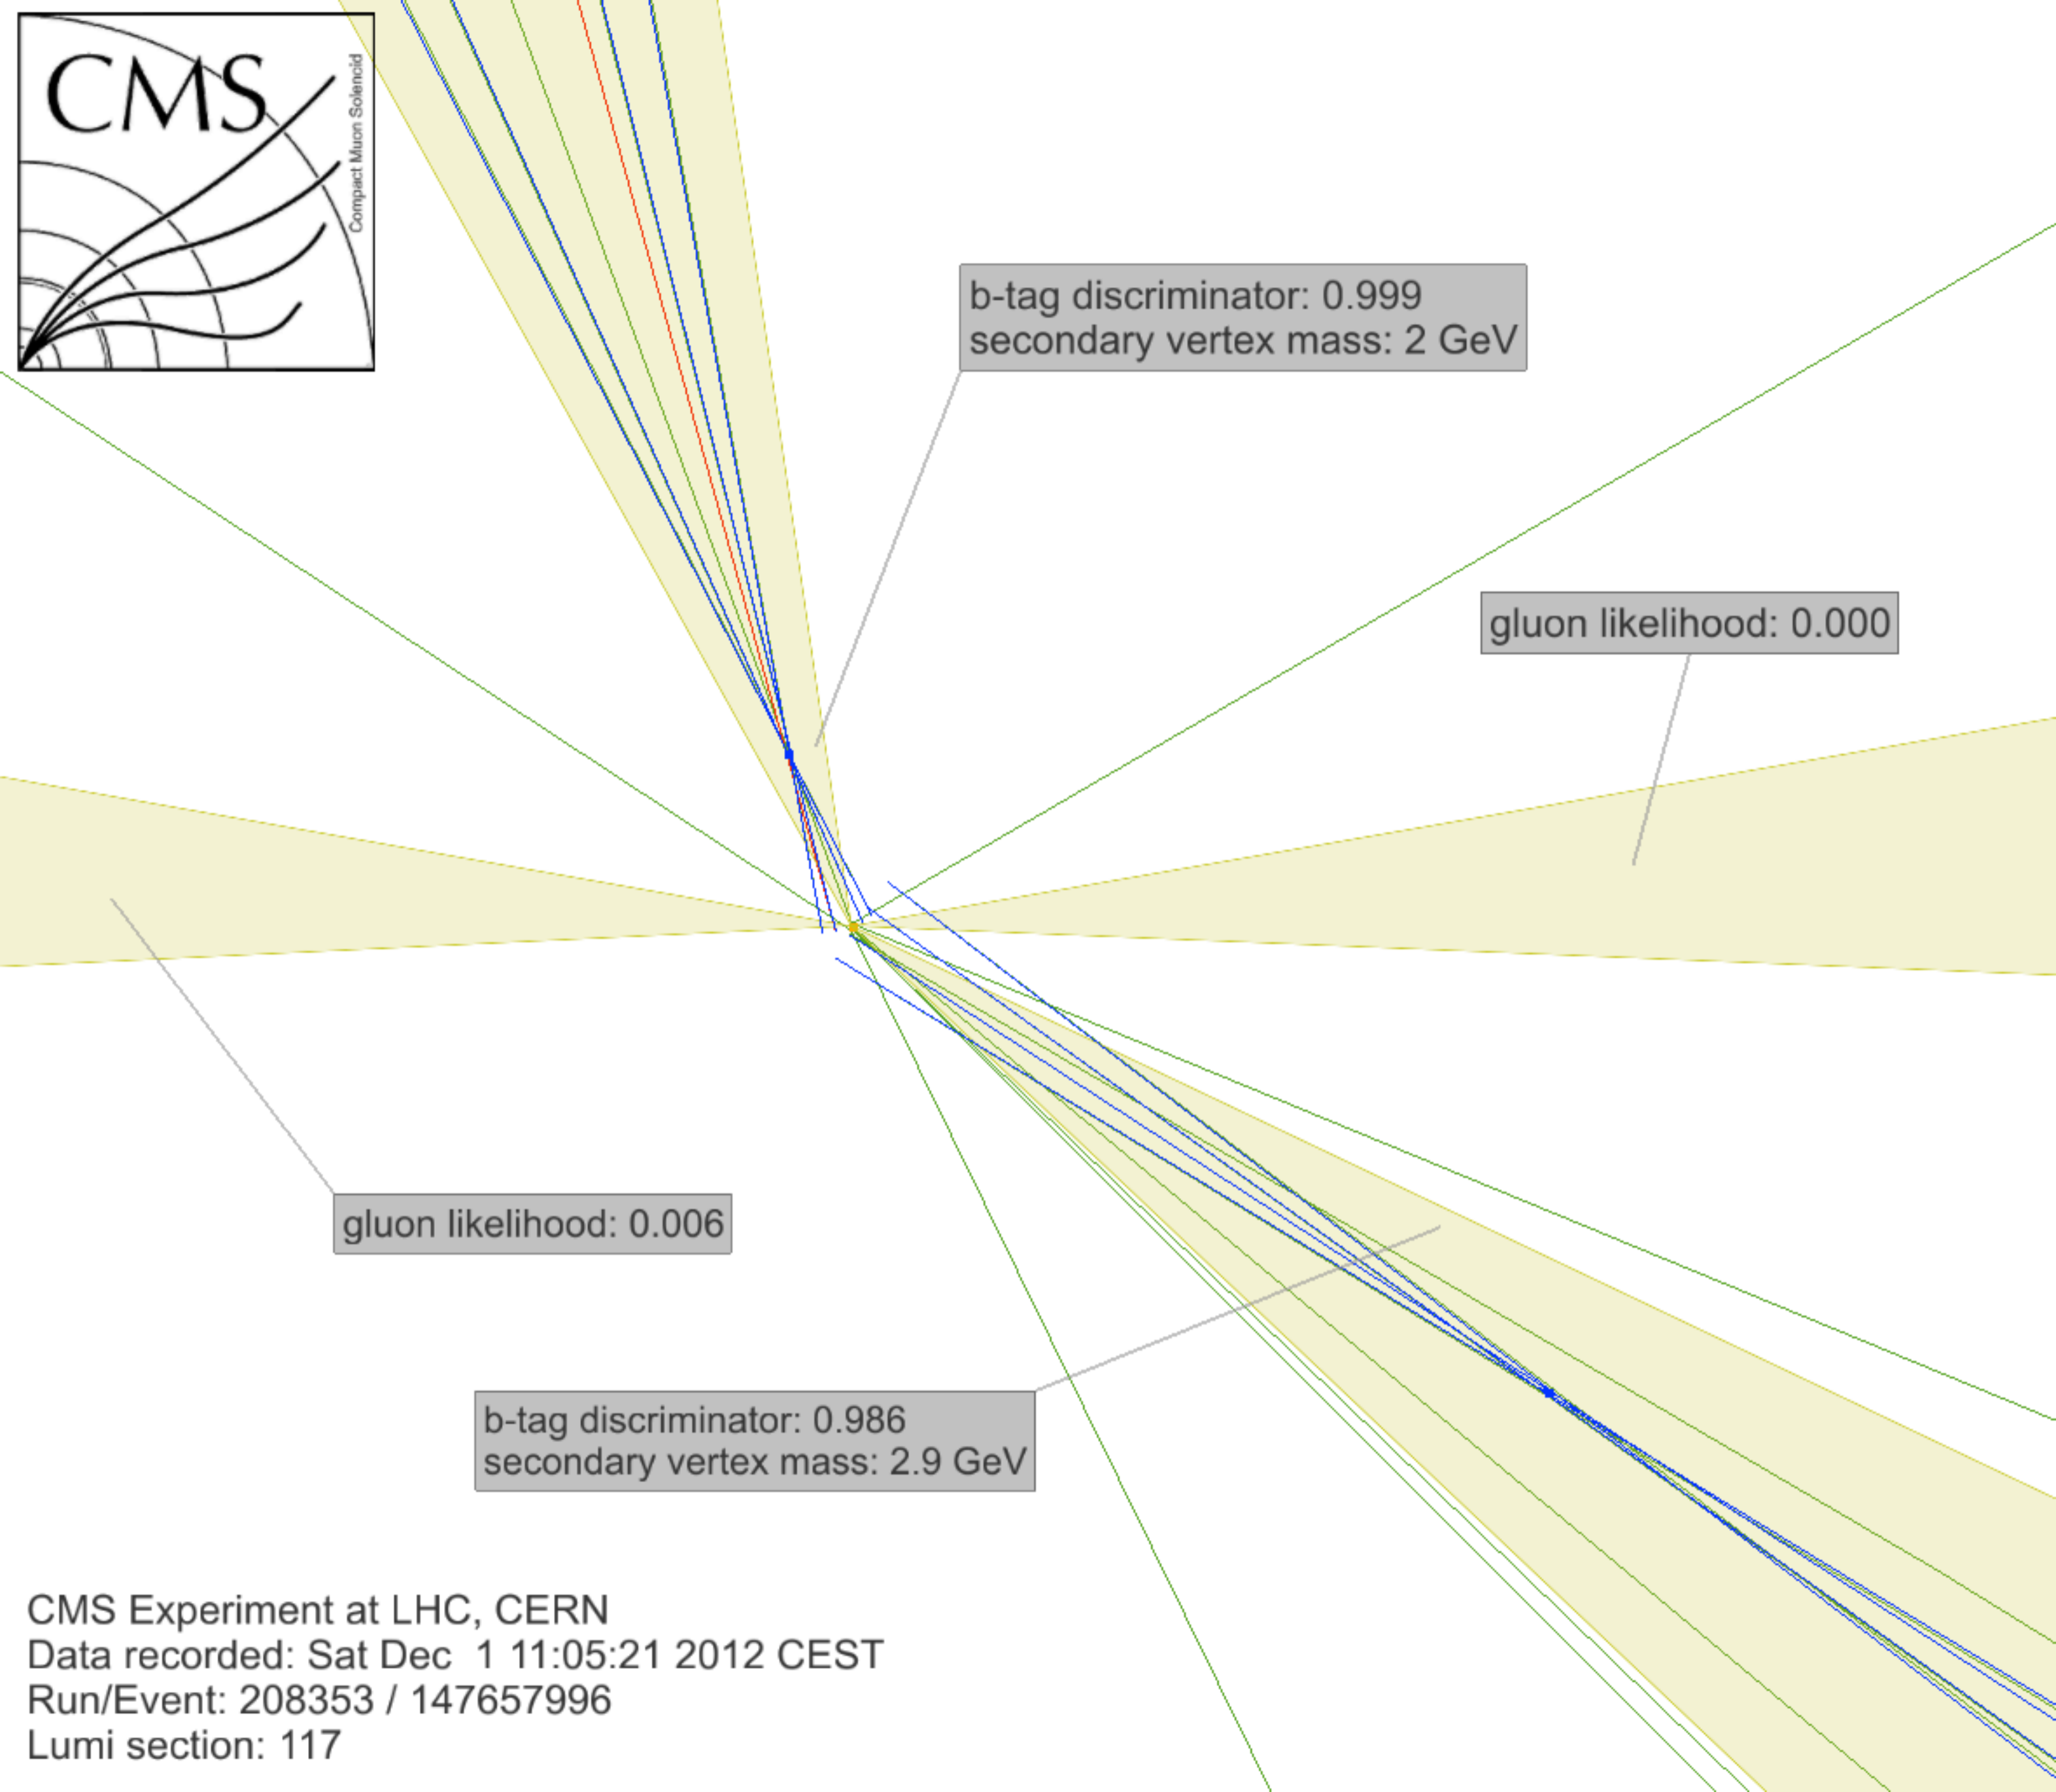 CMS
Compact Muon Solenoid
b-tag discriminator: 0.999
secondary vertex mass: 2 GeV
gluon likelihood: 0.000
gluon likelihood: 0.006
b-tag discriminator: 0.986
secondary vertex mass: 2.9 GeV
CMS Experiment at LHC, CERN
Data recorded: Sat Dec  1 11:05:21 2012 CEST
Run/Event: 208353 / 147657996
Lumi section: 117